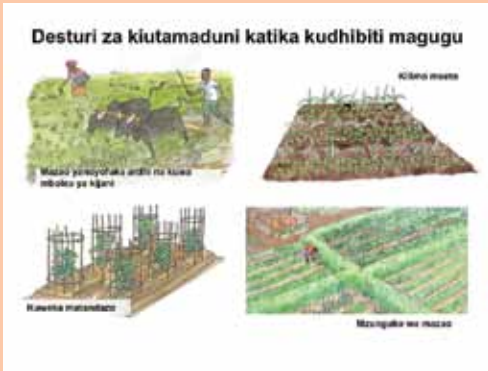 Desturi za kiutamaduni katika kudhibiti magugu
Kilimo mseto
Mazao yanayofunika ardhi na kuwa
mbolea ya kijani
Kuweka matandazo
Mzunguko wa mazao